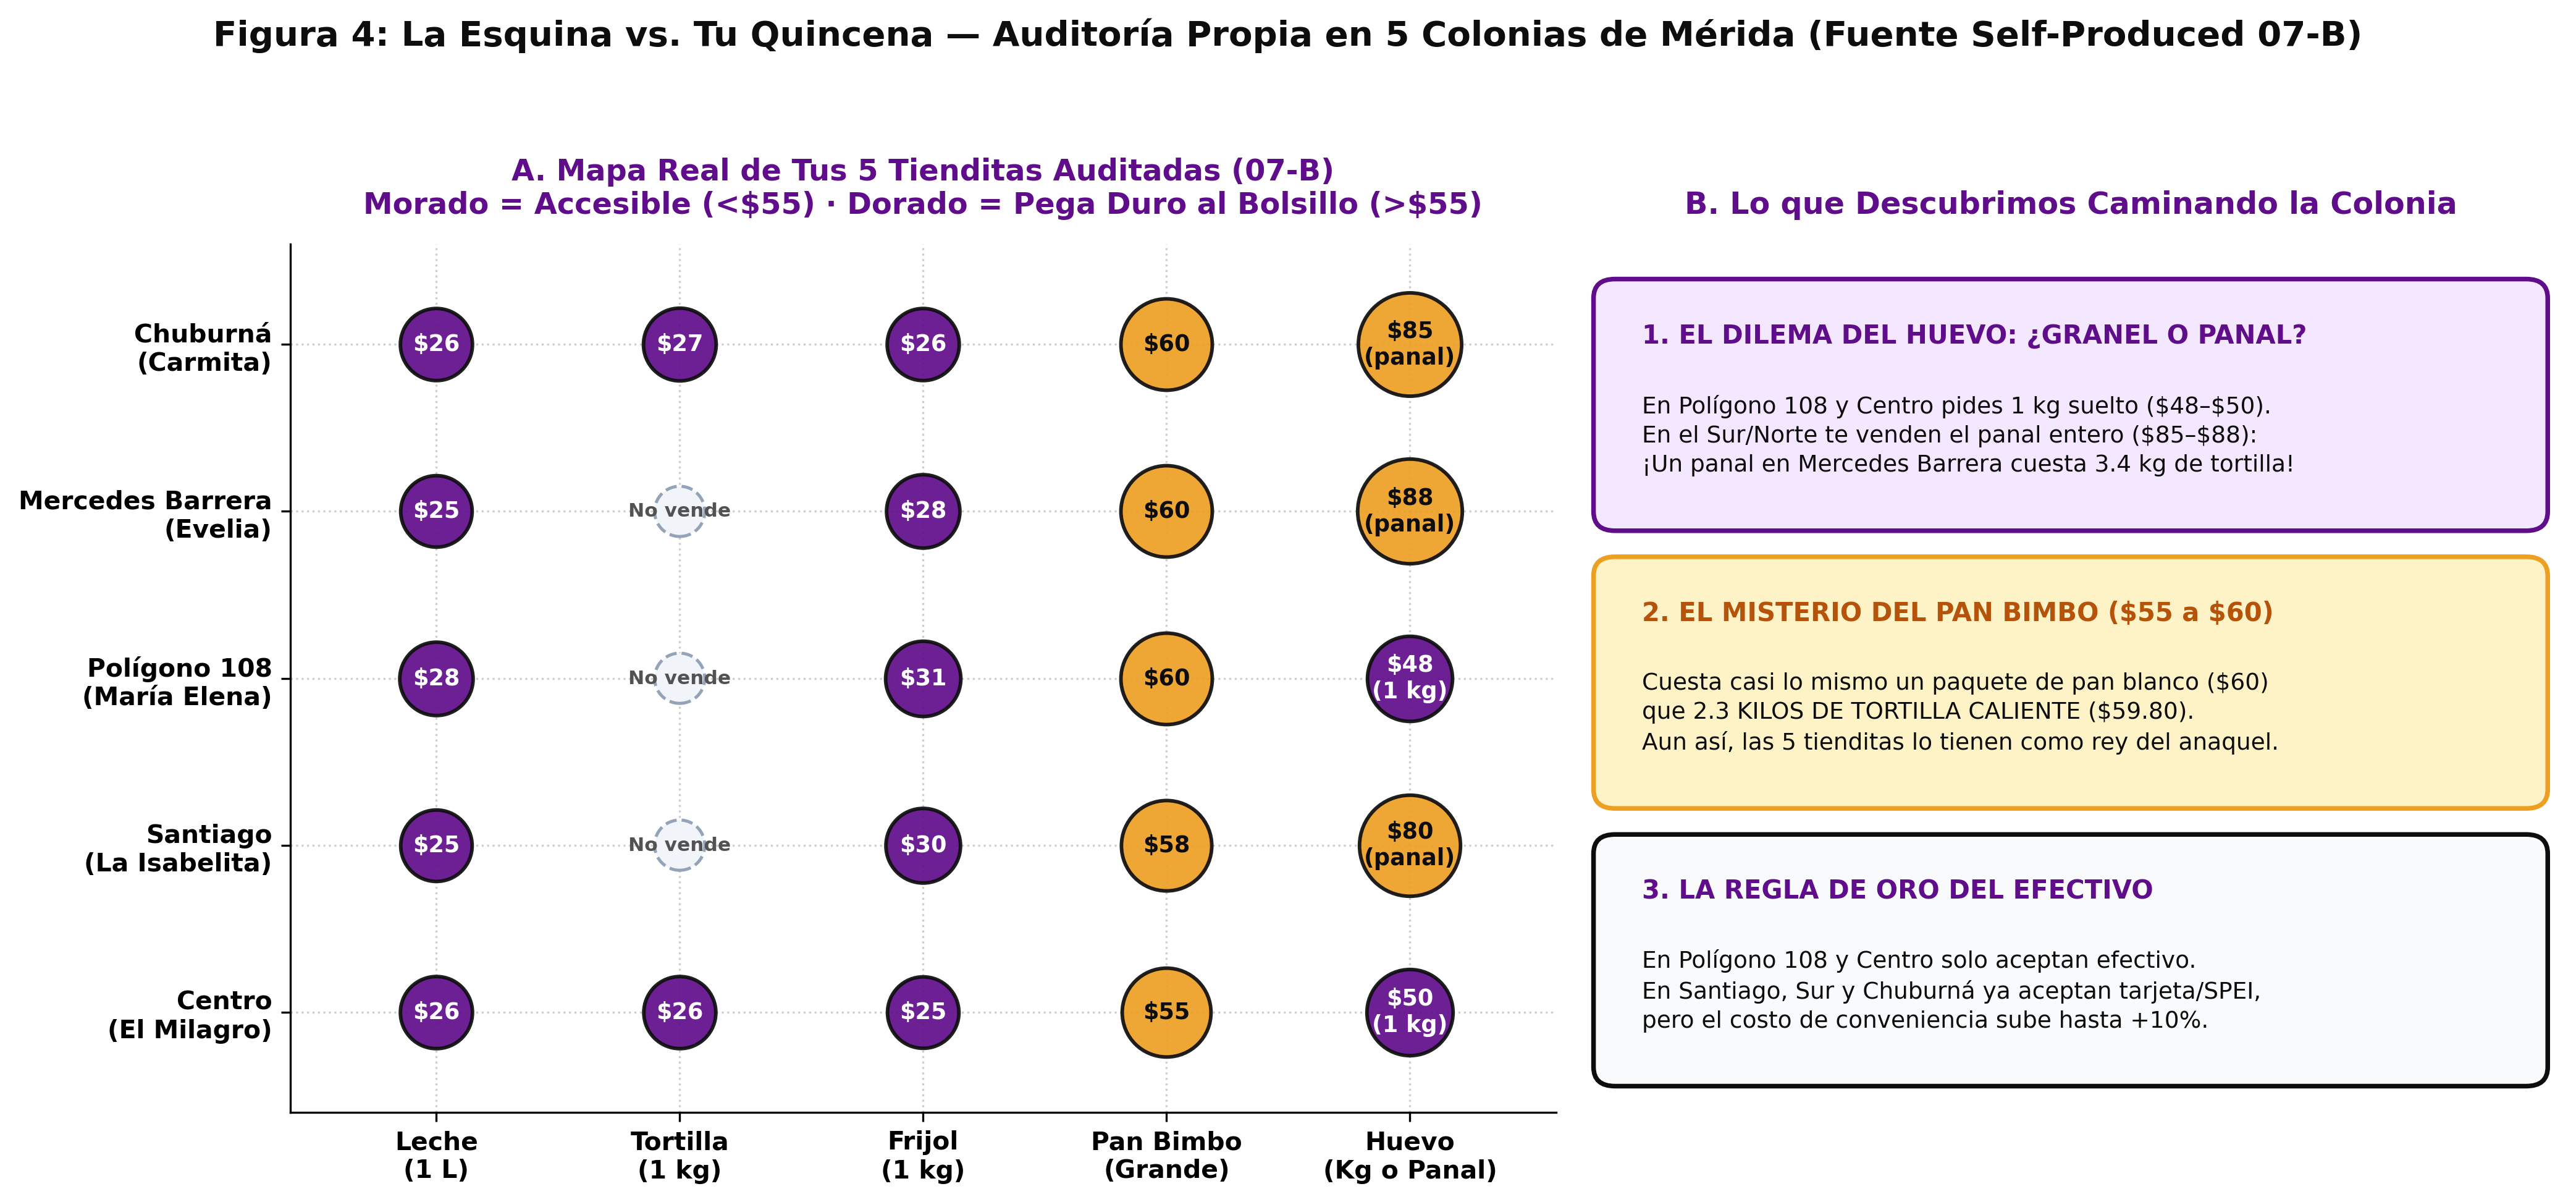 Figura 4: La Esquina vs. Tu Quincena — Auditoría Propia en 5 Colonias de Mérida (Fuente Self-Produced 07-B)
A. Mapa Real de Tus 5 Tienditas Auditadas (07-B)
Morado = Accesible (<$55) · Dorado = Pega Duro al Bolsillo (>$55)
Chuburná
(Carmita)
$26
$27
$26
$60
$85
(panal)
Mercedes Barrera
(Evelia)
$25
No vende
$28
$60
$88
(panal)
Polígono 108
(María Elena)
$28
No vende
$31
$60
$48
(1 kg)
Santiago
(La Isabelita)
$25
No vende
$30
$58
$80
(panal)
Centro
(El Milagro)
$26
$26
$25
$55
$50
(1 kg)
Leche
(1 L)
Tortilla
(1 kg)
Frijol
(1 kg)
Pan Bimbo
(Grande)
Huevo
(Kg o Panal)
B. Lo que Descubrimos Caminando la Colonia
1. EL DILEMA DEL HUEVO: ¿GRANEL O PANAL?
En Polígono 108 y Centro pides 1 kg suelto ($48–$50).
En el Sur/Norte te venden el panal entero ($85–$88):
¡Un panal en Mercedes Barrera cuesta 3.4 kg de tortilla!
2. EL MISTERIO DEL PAN BIMBO ($55 a $60)
Cuesta casi lo mismo un paquete de pan blanco ($60)
que 2.3 KILOS DE TORTILLA CALIENTE ($59.80).
Aun así, las 5 tienditas lo tienen como rey del anaquel.
3. LA REGLA DE ORO DEL EFECTIVO
En Polígono 108 y Centro solo aceptan efectivo.
En Santiago, Sur y Chuburná ya aceptan tarjeta/SPEI,
pero el costo de conveniencia sube hasta +10%.